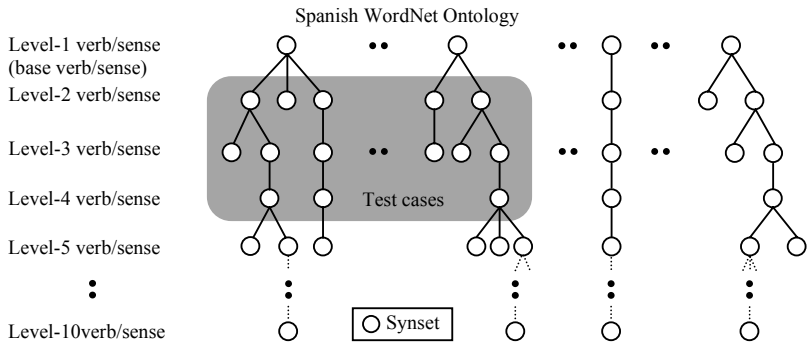 Spanish WordNet Ontology
Level-1 verb/sense
(base verb/sense)
Level-2 verb/sense
Level-3 verb/sense
Level-4 verb/sense
Test cases
Level-5 verb/sense
Level-10verb/sense
Synset